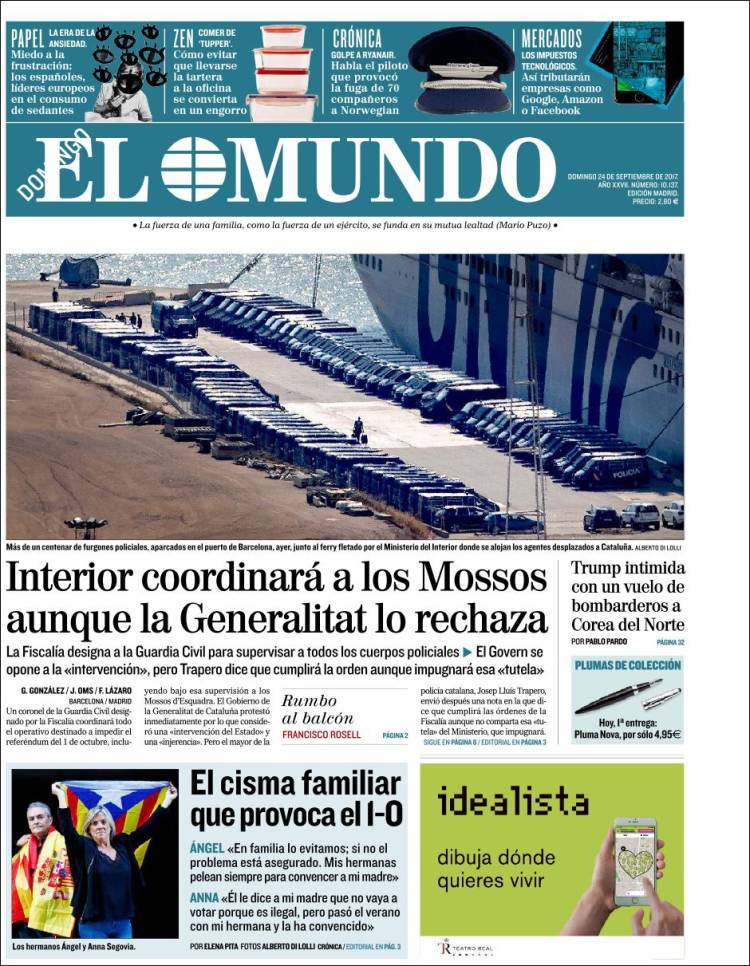 PAPEL
LA ERA DE LA
ANSIEDAD.
Miedo a la
frustración:
los españoles,
líderes europeos
en el consumo
de sedantes
ZEN
COMER DE
'TUPPER'.
Cómo evitar
que llevarse
la tartera
a la oficina
se convierta
en un engorro
CRÓNICA
GOLPE A RYANAIR.
Habla el piloto
que provocó
la fuga de 70
compañeros
a Norwegian
MERCADOS
LOS IMPUESTOS
TECNOLÓGICOS.
Así tributarán
empresas como
Google, Amazon
o Facebook
DOMINGO
EL MUNDO
DOMINGO 24 DE SEPTIEMBRE DE 2017.
AÑO XXVII. NÚMERO: 10.137.
EDICIÓN MADRID.
PRECIO: 2,80 €
• La fuerza de una familia, como la fuerza de un ejército, se funda en su mutua lealtad (Mario Puzo) •
POLICIA
Más de un centenar de furgones policiales, aparcados en el puerto de Barcelona, ayer, junto al ferry fletado por el Ministerio del Interior donde se alojan los agentes desplazados a Cataluña. ALBERTO DI LOLLI
Interior coordinará a los Mossos
aunque la Generalitat lo rechaza
La Fiscalía designa a la Guardia Civil para supervisar a todos los cuerpos policiales ▶ El Govern se
opone a la «intervención», pero Trapero dice que cumplirá la orden aunque impugnará esa «tutela»
G. GONZÁLEZ / J. OMS / F. LÁZARO
BARCELONA / MADRID
Un coronel de la Guardia Civil desig-
nado por la Fiscalía coordinará todo
el operativo destinado a impedir el
referéndum del 1 de octubre, inclu-
yendo bajo esa supervisión a los
Mossos d'Esquadra. El Gobierno de
la Generalitat de Cataluña protestó
inmediatamente por lo que conside-
ró una «intervención del Estado» y
una «injerencia». Pero el mayor de la
Rumbo
al balcón
FRANCISCO ROSELL
PÁGINA 2
policía catalana, Josep Lluís Trapero,
envió después una nota en la que di-
ce que cumplirá las órdenes de la
Fiscalía aunque no comparta esa «tu-
tela» del Ministerio, que impugnará.
SIGUE EN PÁGINA 8 / EDITORIAL EN PÁGINA 3
Trump intimida
con un vuelo de
bombarderos a
Corea del Norte
POR PABLO PARDO
PÁGINA 32
PLUMAS DE COLECCIÓN
Hoy, 1ª entrega:
Pluma Nova, por sólo 4,95€
Los hermanos Ángel y Anna Segovia.
El cisma familiar
que provoca el 1-O
ÁNGEL «En familia lo evitamos; si no el
problema está asegurado. Mis hermanas
pelean siempre para convencer a mi madre»
ANNA «Él le dice a mi madre que no vaya a
votar porque es ilegal, pero pasó el verano
con mi hermana y la ha convencido»
POR ELENA PITA FOTOS ALBERTO DI LOLLI CRÓNICA / EDITORIAL EN PÁG. 3
idealista
dibuja dónde
quieres vivir
TEATRO REAL